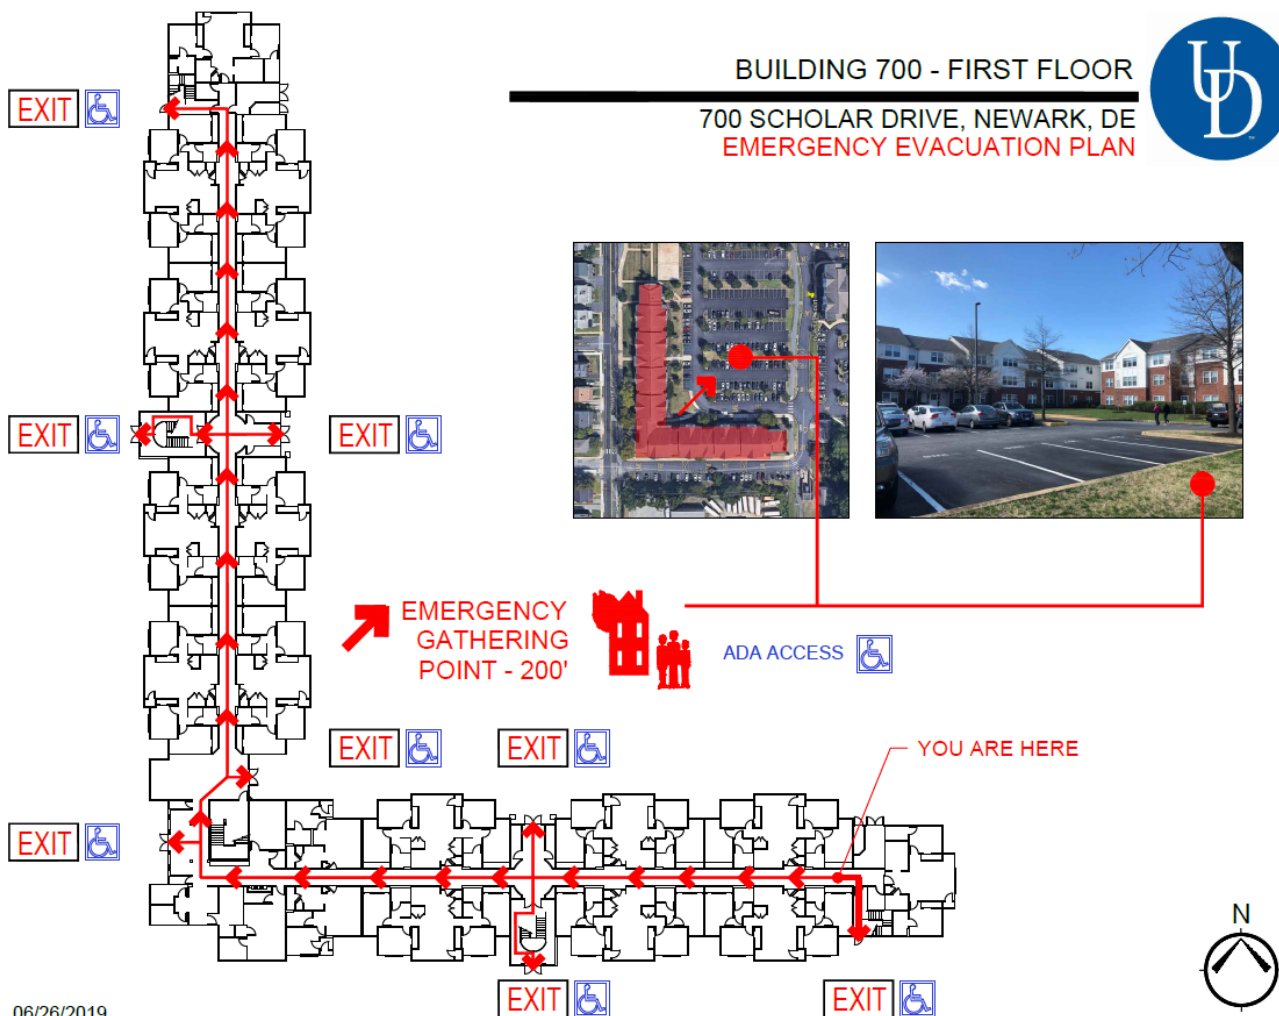 BUILDING 700 - FIRST FLOOR
700 SCHOLAR DRIVE, NEWARK, DE
EMERGENCY EVACUATION PLAN
UD
EXIT
EXIT
EXIT
EMERGENCY
GATHERING
POINT - 200'
ADA ACCESS
EXIT
EXIT
YOU ARE HERE
EXIT
N
EXIT
EXIT
06/26/2019